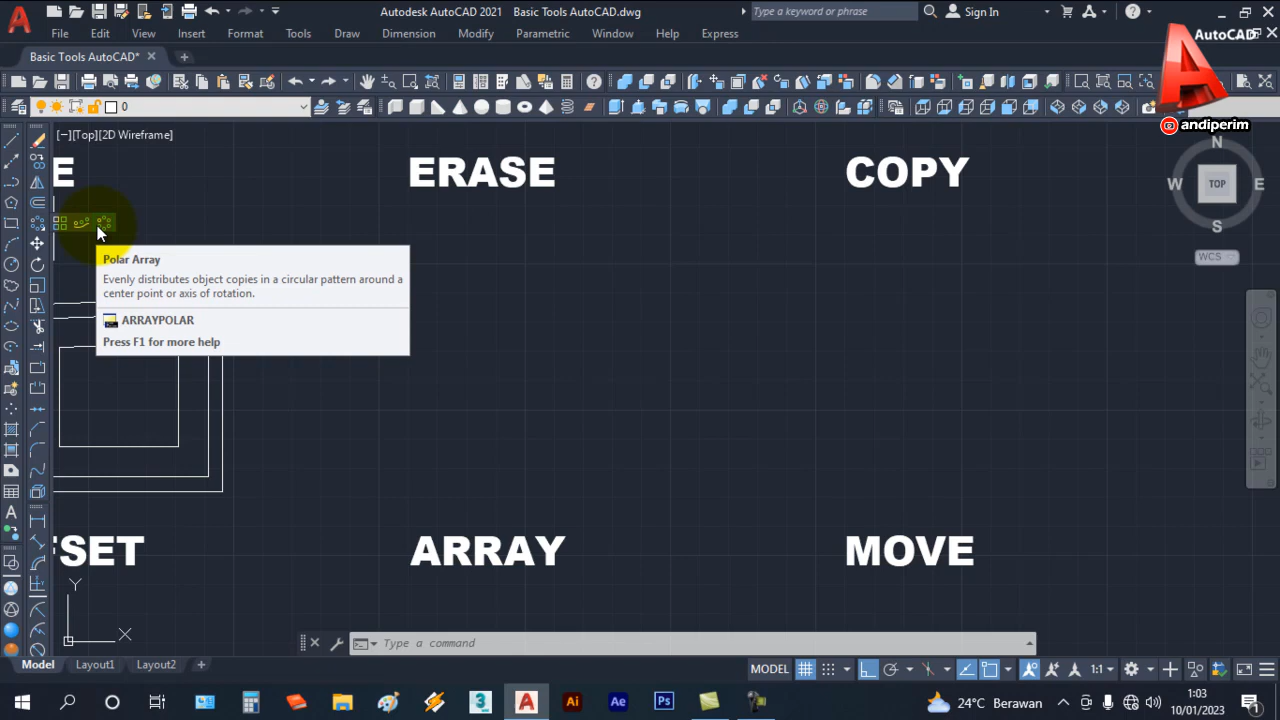 Autodesk AutoCAD 2021 Basic Tools AutoCAD.dwg
Type a keyword or phrase
Sign In
File Edit View Insert Format Tools Draw Dimension Modify Parametric Window Help Express
AutoCAD
Basic Tools AutoCAD*
0
andiperim
[−][Top][2D Wireframe]
E
ERASE
COPY
N
W
TOP
E
S
WCS
Polar Array
Evenly distributes object copies in a circular pattern around a
center point or axis of rotation.
ARRAYPOLAR
Press F1 for more help
FSET
ARRAY
MOVE
Y
X
Type a command
Model Layout1 Layout2
MODEL
1:1
24°C Berawan
1:03
10/01/2023